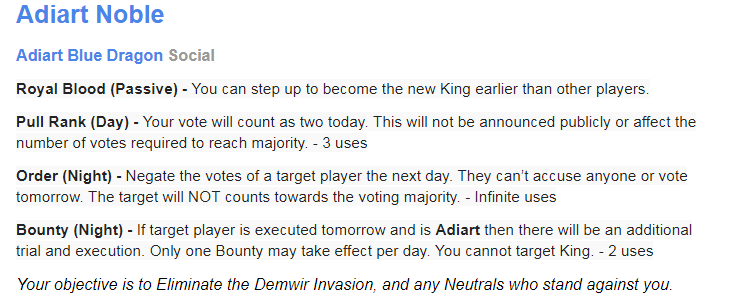 Adiart Noble
Adiart Blue Dragon Social
Royal Blood (Passive) - You can step up to become the new King earlier than other players.
Pull Rank (Day) - Your vote will count as two today. This will not be announced publicly or affect the
number of votes required to reach majority. - 3 uses
Order (Night) - Negate the votes of a target player the next day. They can’t accuse anyone or vote
tomorrow. The target will NOT counts towards the voting majority. - Infinite uses
Bounty (Night) - If target player is executed tomorrow and is Adiart then there will be an additional
trial and execution. Only one Bounty may take effect per day. You cannot target King. - 2 uses
Your objective is to Eliminate the Demwir Invasion, and any Neutrals who stand against you.